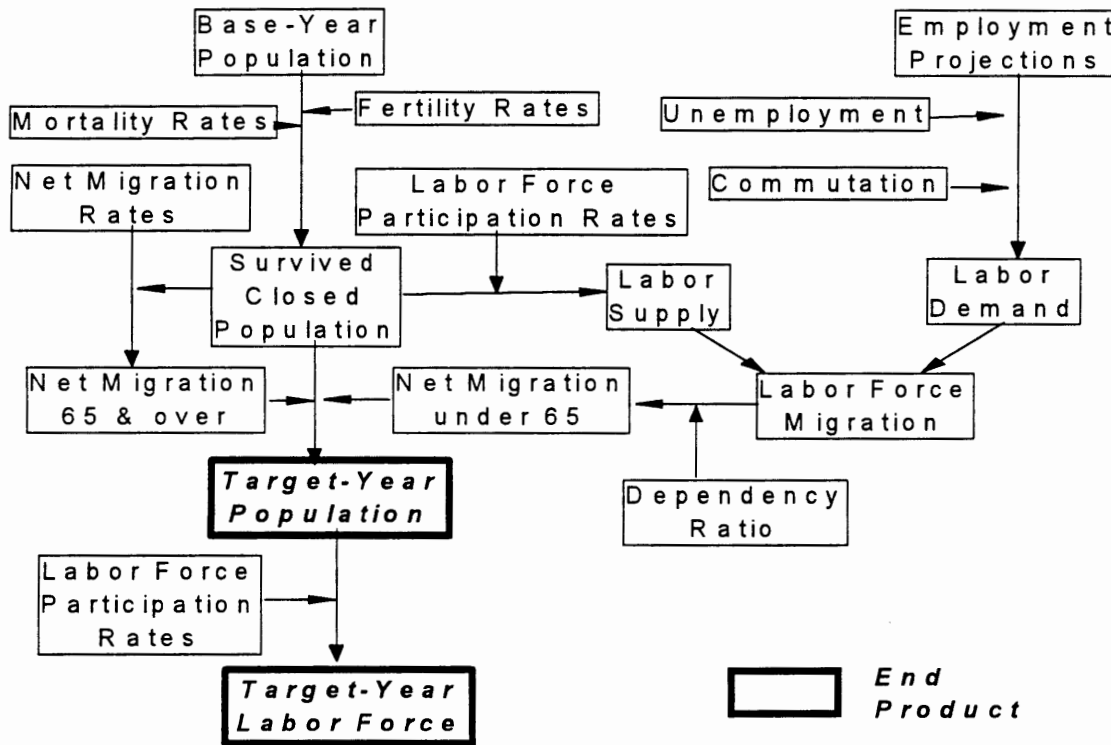 Base-Year
Population
Employment
Projections
Mortality Rates
Fertility Rates
Unemployment
Net Migration
Rates
Labor Force
Participation Rates
Commutation
Survived
Closed
Population
Labor
Supply
Labor
Demand
Net Migration
65 & over
Net Migration
under 65
Labor Force
Migration
Target-Year
Population
Dependency
Ratio
Labor Force
Participation
Rates
Target-Year
Labor Force
End
Product